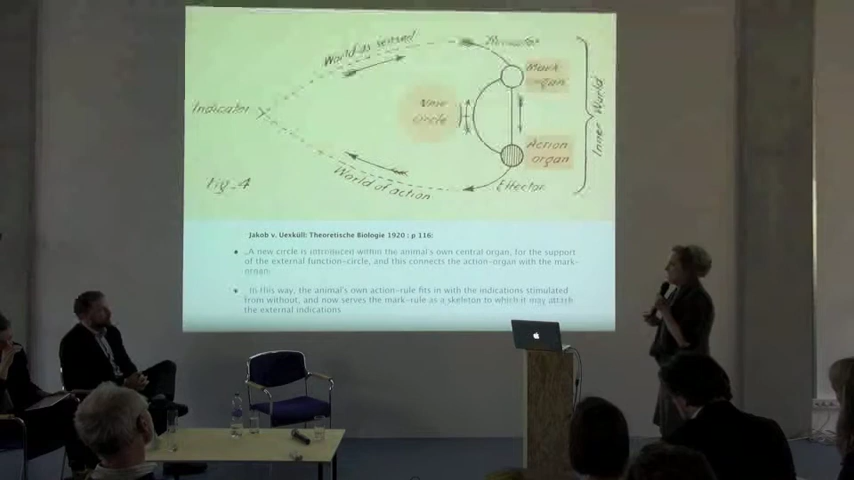 World as sensed
Receptor
Mark
organ
Indicator
New
circle
Inner World
Action
organ
World of action
Effector
fig. 4
Jakob v. Uexküll: Theoretische Biologie 1920 : p 116:
• „A new circle is introduced within the animal's own central organ, for the support
of the external function-circle, and this connects the action-organ with the mark-
organ.
• In this way, the animal's own action-rule fits in with the indications stimulated
from without, and now serves the mark-rule as a skeleton to which it may attach
the external indications